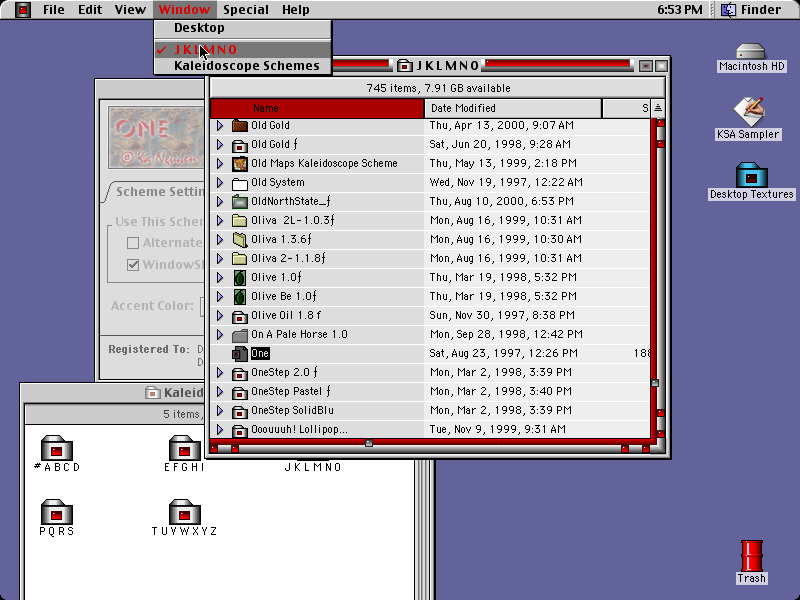 File Edit View Window Special Help 6:53 PM Finder
Desktop
✓ J K L M N O
Kaleidoscope Schemes
J K L M N O
745 items, 7.91 GB available
Name Date Modified S
Old Gold Thu, Apr 13, 2000, 9:07 AM
Old Gold ƒ Sat, Jun 20, 1998, 9:28 AM
Old Maps Kaleidoscope Scheme Thu, May 13, 1999, 2:18 PM
Old System Wed, Nov 19, 1997, 12:22 AM
OldNorthState_ƒ Thu, Aug 10, 2000, 6:53 PM
Oliva 2L-1.0.3ƒ Mon, Aug 16, 1999, 10:31 AM
Oliva 1.3.6ƒ Mon, Aug 16, 1999, 10:30 AM
Oliva 2-1.1.8ƒ Mon, Aug 16, 1999, 10:31 AM
Olive 1.0ƒ Thu, Mar 19, 1998, 5:32 PM
Olive Be 1.0ƒ Thu, Mar 19, 1998, 5:32 PM
Olive Oil 1.8 f Sun, Nov 30, 1997, 8:38 PM
On A Pale Horse 1.0 Mon, Sep 28, 1998, 12:42 PM
One Sat, Aug 23, 1997, 12:26 PM 188
OneStep 2.0 ƒ Mon, Mar 2, 1998, 3:39 PM
OneStep Pastel ƒ Mon, Mar 2, 1998, 3:40 PM
OneStep SolidBlu Mon, Mar 2, 1998, 3:39 PM
Ooouuuh! Lollipop... Tue, Nov 9, 1999, 9:31 AM
ONE
@ Ka Nguyen
Scheme Settin
Use This Scher
Alternate
WindowSh
Accent Color:
Registered To: D
D
Kaleid
5 items,
#ABCD
EFGHI
JKLMNO
PQRS
TUVWXYZ
Macintosh HD
KSA Sampler
Desktop Textures
Trash